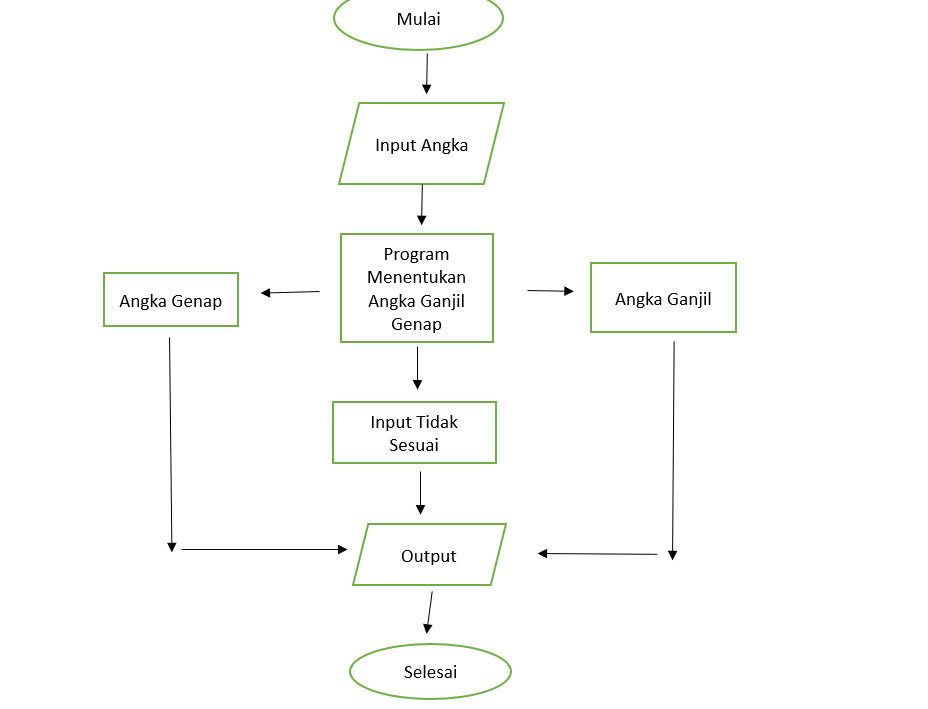 Mulai
Input Angka
Program
Menentukan
Angka Ganjil
Genap
Angka Genap
Angka Ganjil
Input Tidak
Sesuai
Output
Selesai